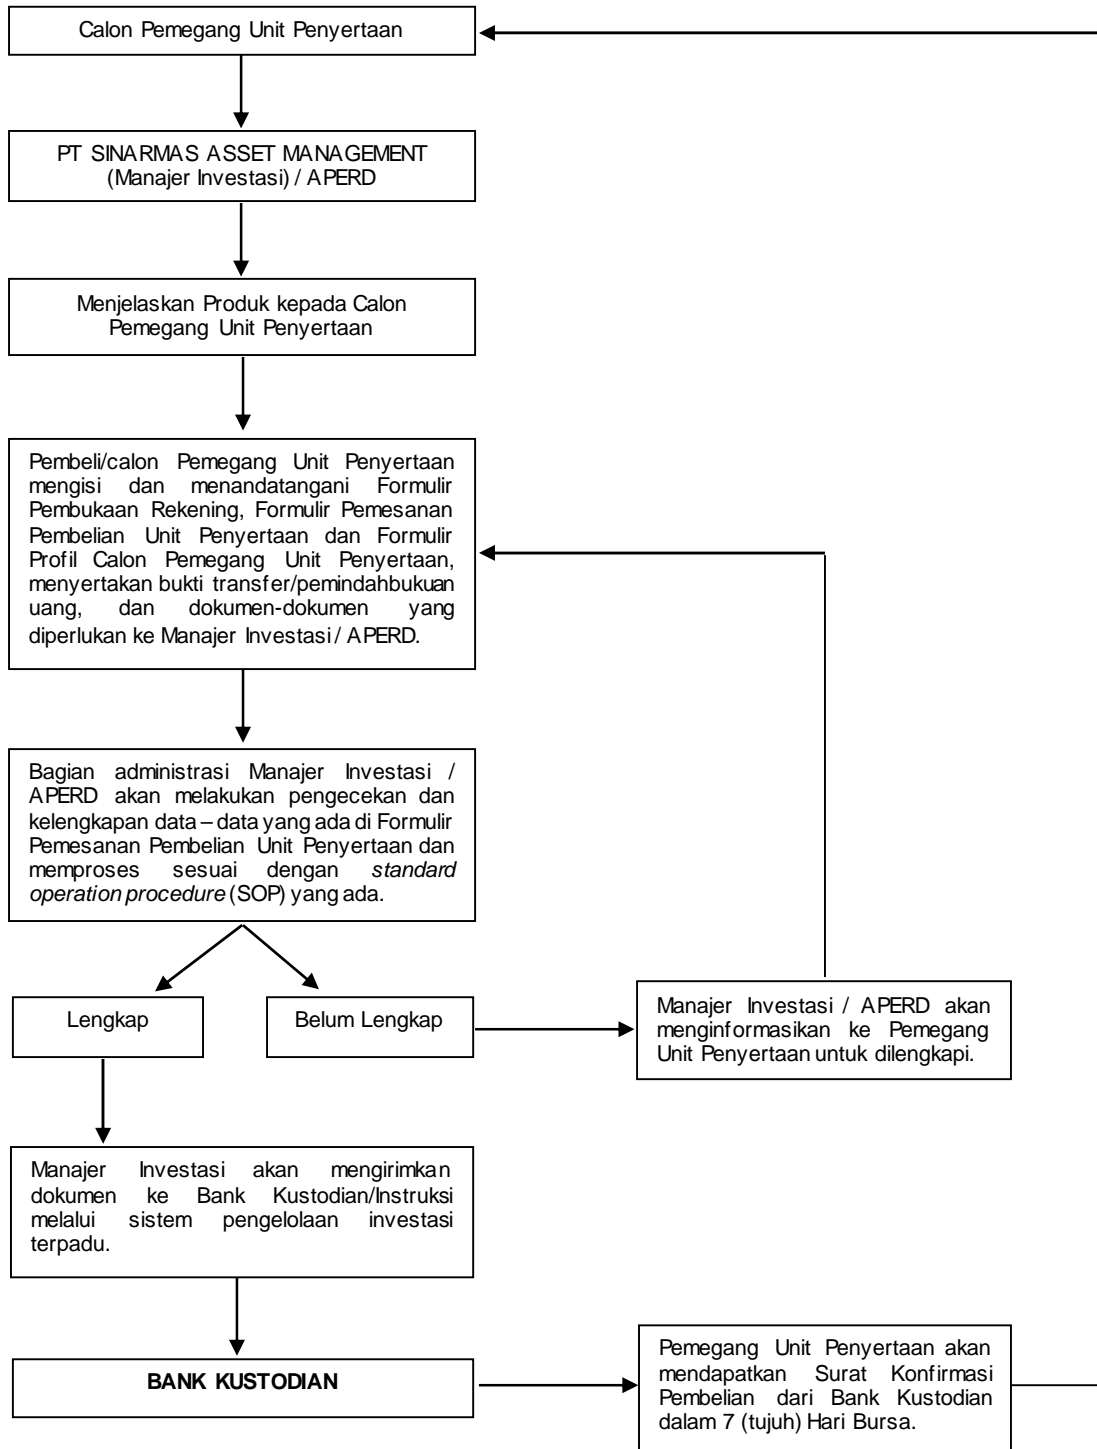 Calon Pemegang Unit Penyertaan
PT SINARMAS ASSET MANAGEMENT
(Manajer Investasi) / APERD
Menjelaskan Produk kepada Calon
Pemegang Unit Penyertaan
Pembeli/calon Pemegang Unit Penyertaan
mengisi dan menandatangani Formulir
Pembukaan Rekening, Formulir Pemesanan
Pembelian Unit Penyertaan dan Formulir
Profil Calon Pemegang Unit Penyertaan,
menyertakan bukti transfer/pemindahbukuan
uang, dan dokumen-dokumen yang
diperlukan ke Manajer Investasi / APERD.
Bagian administrasi Manajer Investasi /
APERD akan melakukan pengecekan dan
kelengkapan data – data yang ada di Formulir
Pemesanan Pembelian Unit Penyertaan dan
memproses sesuai dengan standard
operation procedure (SOP) yang ada.
Lengkap
Belum Lengkap
Manajer Investasi / APERD akan
menginformasikan ke Pemegang
Unit Penyertaan untuk dilengkapi.
Manajer Investasi akan mengirimkan
dokumen ke Bank Kustodian/Instruksi
melalui sistem pengelolaan investasi
terpadu.
BANK KUSTODIAN
Pemegang Unit Penyertaan akan
mendapatkan Surat Konfirmasi
Pembelian dari Bank Kustodian
dalam 7 (tujuh) Hari Bursa.